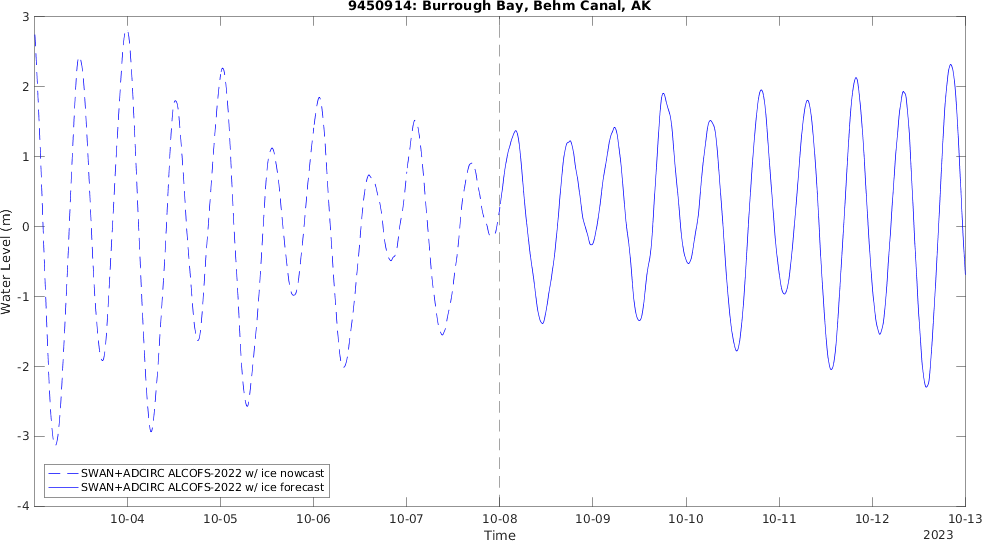 9450914: Burrough Bay, Behm Canal, AK
3
2
1
0
-1
-2
-3
-4
Water Level (m)
SWAN+ADCIRC ALCOFS-2022 w/ ice nowcast
SWAN+ADCIRC ALCOFS-2022 w/ ice forecast
10-04 10-05 10-06 10-07 10-08 10-09 10-10 10-11 10-12 10-13
Time
2023